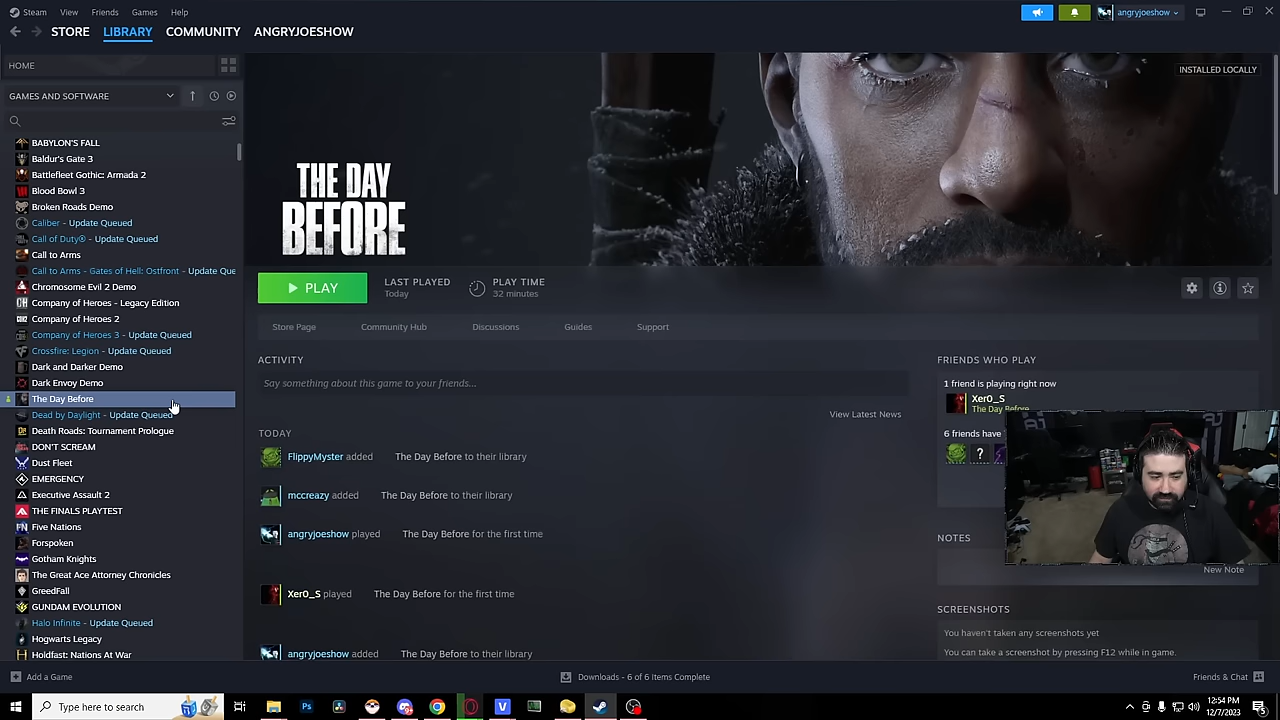 Steam View Friends Games Help
angryjoeshow
STORE LIBRARY COMMUNITY ANGRYJOESHOW
HOME
GAMES AND SOFTWARE
BABYLON'S FALL
Baldur's Gate 3
Battlefleet Gothic: Armada 2
Blood Bowl 3
Broken Roads Demo
Caliber - Update Queued
Call of Duty® - Update Queued
Call to Arms
Call to Arms - Gates of Hell: Ostfront - Update Que
Chromosome Evil 2 Demo
Company of Heroes - Legacy Edition
Company of Heroes 2
Company of Heroes 3 - Update Queued
Crossfire: Legion - Update Queued
Dark and Darker Demo
Dark Envoy Demo
The Day Before
Dead by Daylight - Update Queued
Death Roads: Tournament Prologue
DON'T SCREAM
Dust Fleet
EMERGENCY
Executive Assault 2
THE FINALS PLAYTEST
Five Nations
Forspoken
Gotham Knights
The Great Ace Attorney Chronicles
GreedFall
GUNDAM EVOLUTION
Halo Infinite - Update Queued
Hogwarts Legacy
Holdfast: Nations At War
INSTALLED LOCALLY
THE DAY
BEFORE
PLAY
LAST PLAYED
Today
PLAY TIME
32 minutes
Store Page Community Hub Discussions Guides Support
ACTIVITY
Say something about this game to your friends...
View Latest News
TODAY
FlippyMyster added The Day Before to their library
mccreazy added The Day Before to their library
angryjoeshow played The Day Before for the first time
Xer0_S played The Day Before for the first time
angryjoeshow added The Day Before to their library
FRIENDS WHO PLAY
1 friend is playing right now
Xer0_S
The Day Before
6 friends have
?
NOTES
New Note
SCREENSHOTS
You haven't taken any screenshots yet
You can take a screenshot by pressing F12 while in game.
Add a Game
Downloads - 6 of 6 Items Complete
Friends & Chat
Type here to search
Ps
V
12:54 PM
12/7/2023